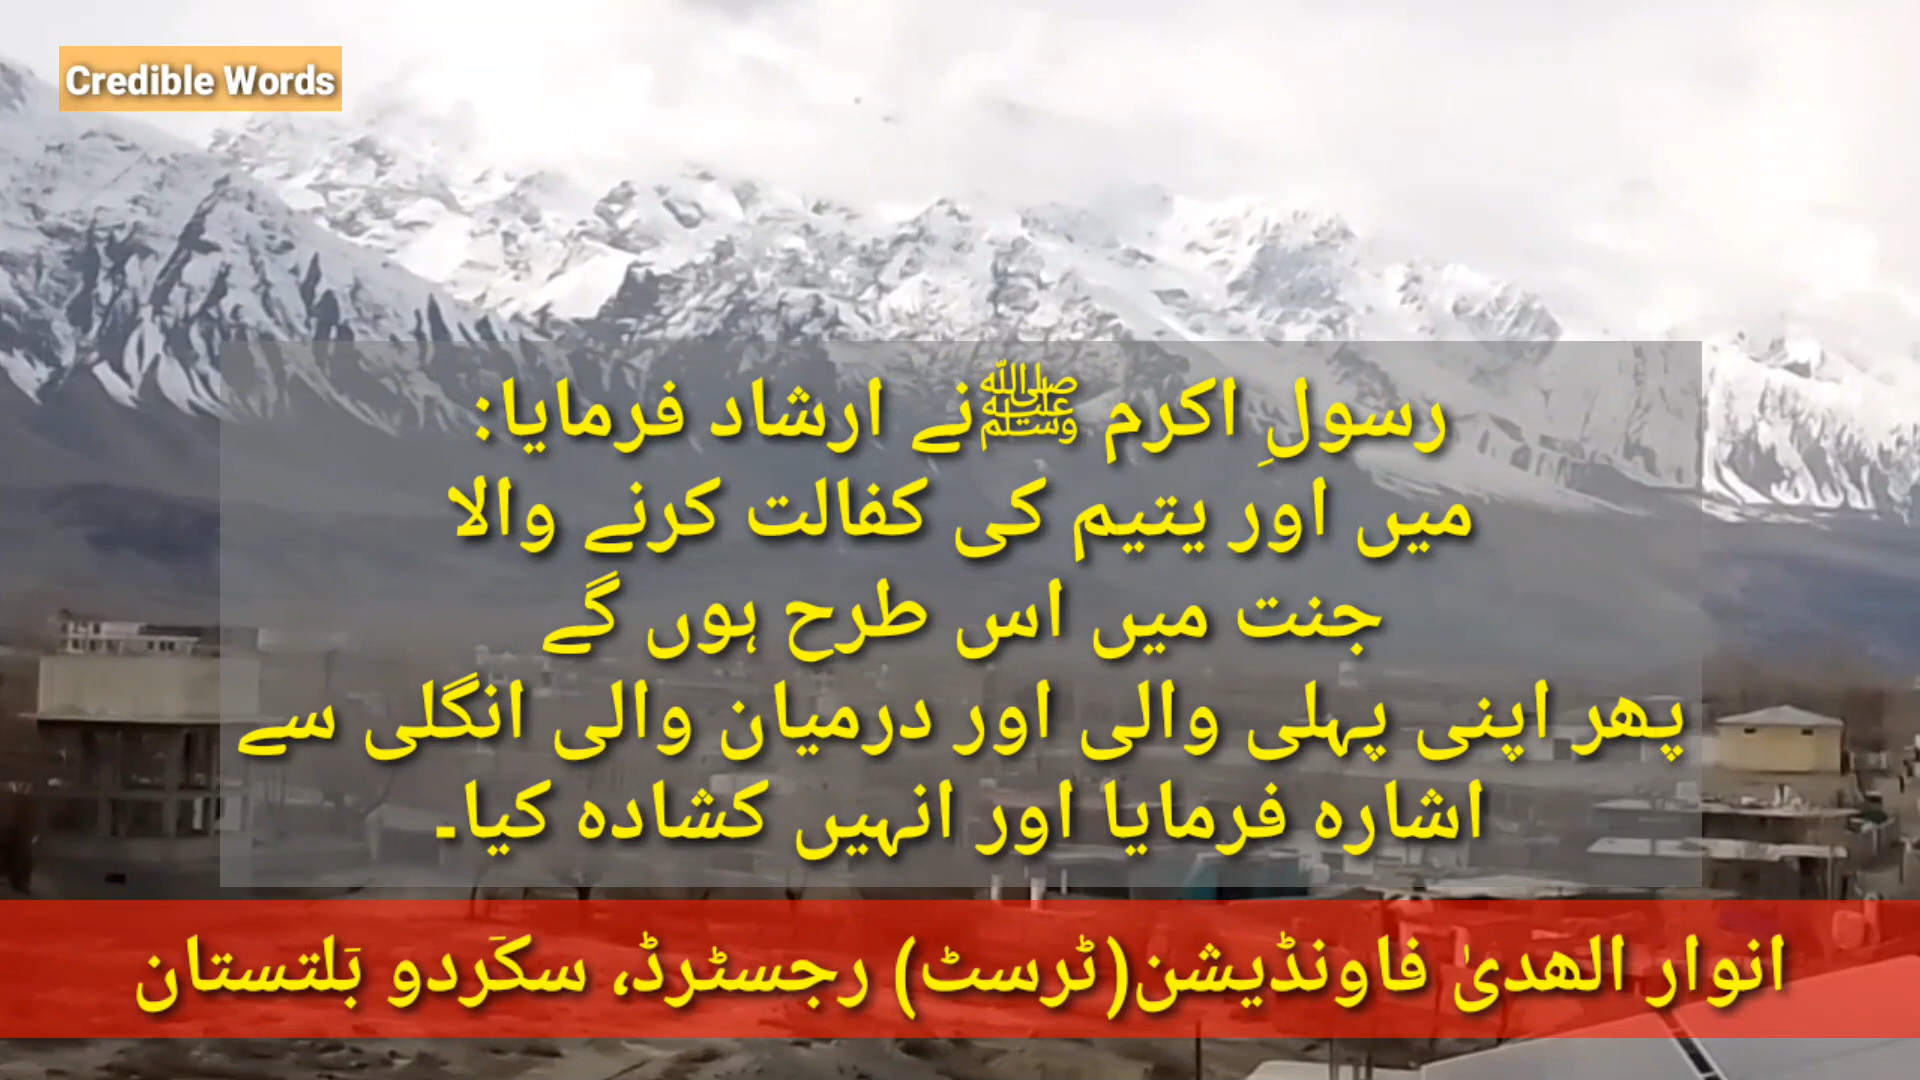 Credible Words
رسولِ اکرم ﷺنے ارشاد فرمایا:
میں اور یتیم کی کفالت کرنے والا
جنت میں اس طرح ہوں گے
پھر اپنی پہلی والی اور درمیان والی انگلی سے
اشارہ فرمایا اور انہیں کشادہ کیا۔
انوار الھدیٰ فاونڈیشن(ٹرسٹ) رجسٹرڈ، سکَردو بَلتستان